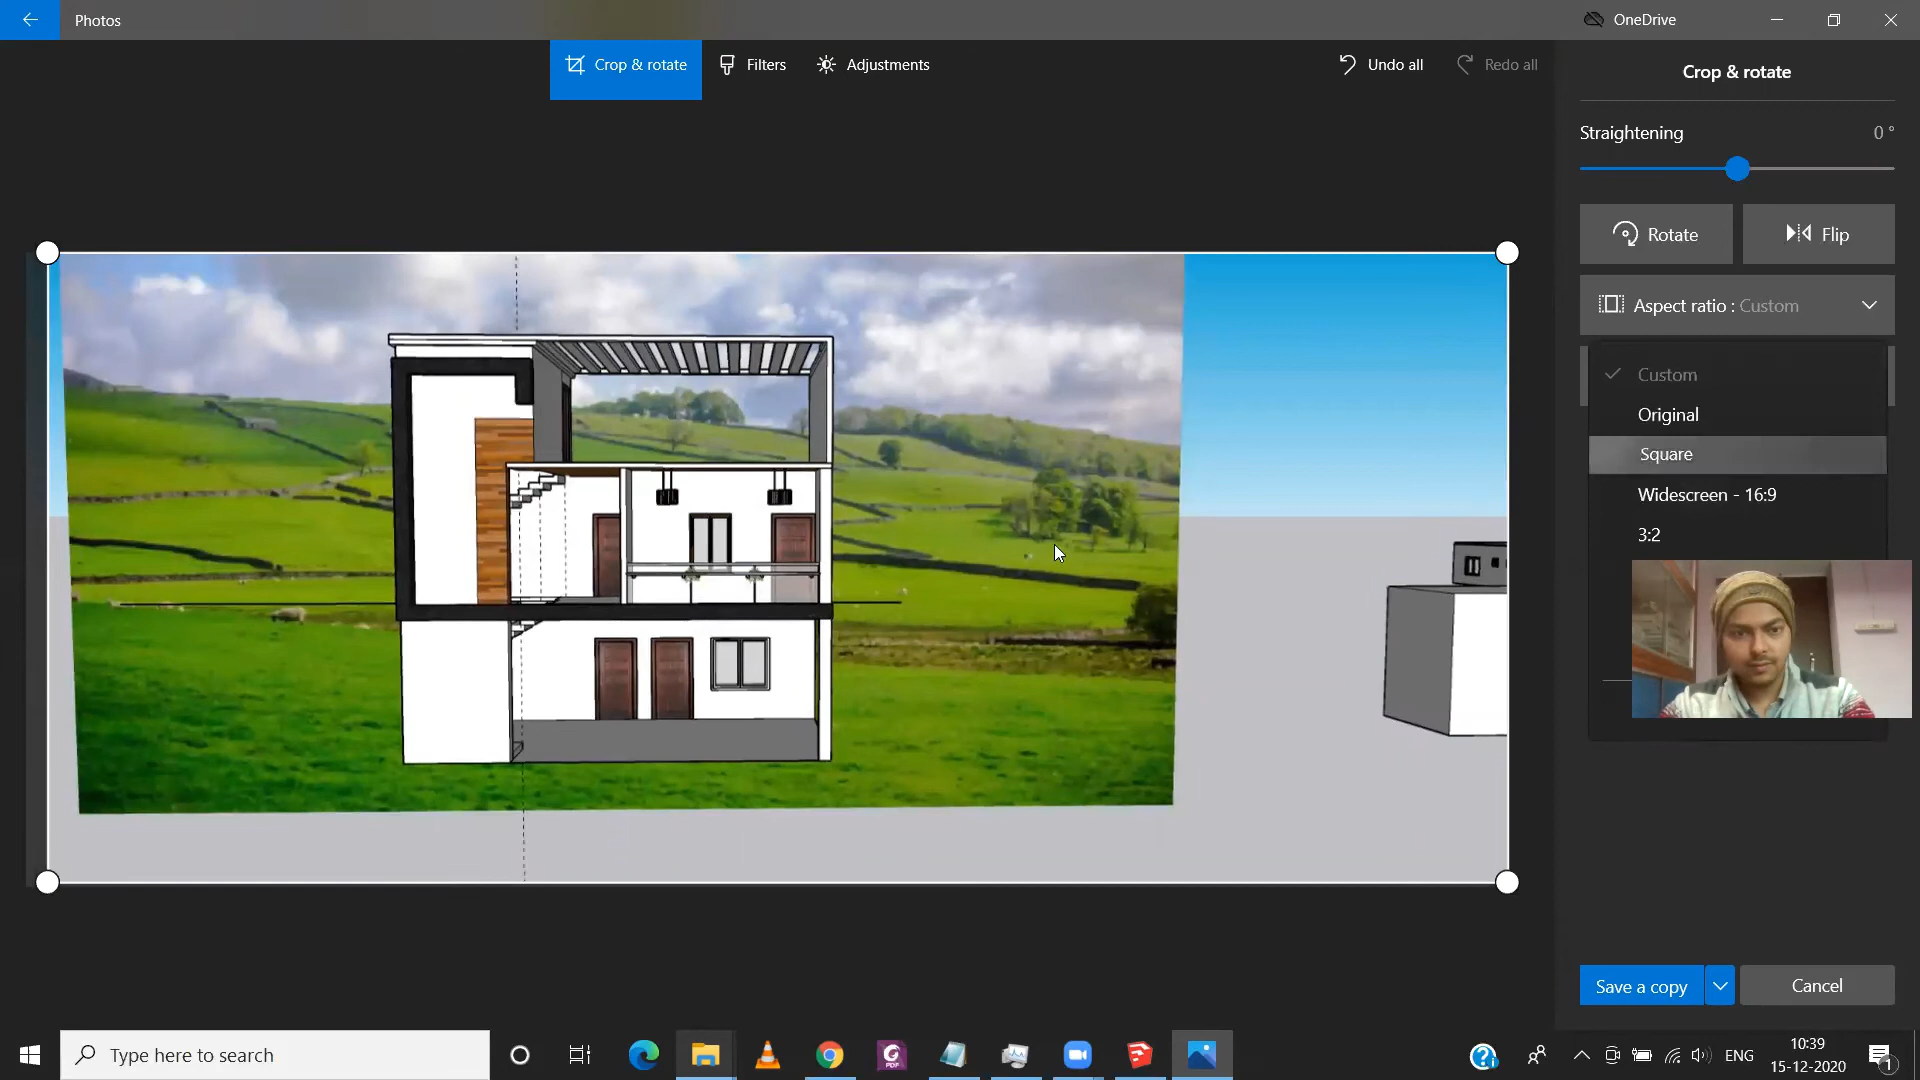 Photos
OneDrive
Crop & rotate
Filters
Adjustments
Undo all
Redo all
Crop & rotate
Straightening
0 °
Rotate
Flip
Aspect ratio : Custom
Custom
Original
Square
Widescreen - 16:9
3:2
Save a copy
Cancel
Type here to search
PDF
ENG
10:39
15-12-2020
1